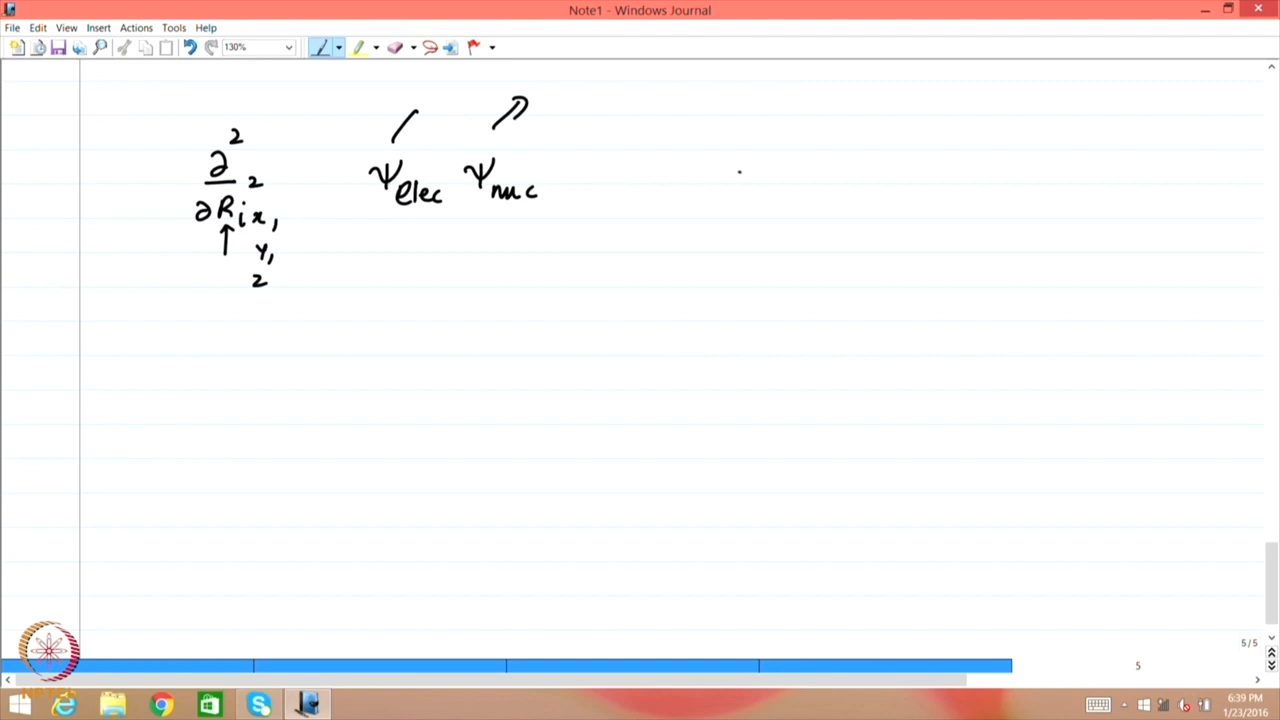 Note1 - Windows Journal
File Edit View Insert Actions Tools Help
130%
∂² / ∂R²ix, y, z ψelec ψnuc
5/5
5
NPTEL
6:39 PM
1/23/2016